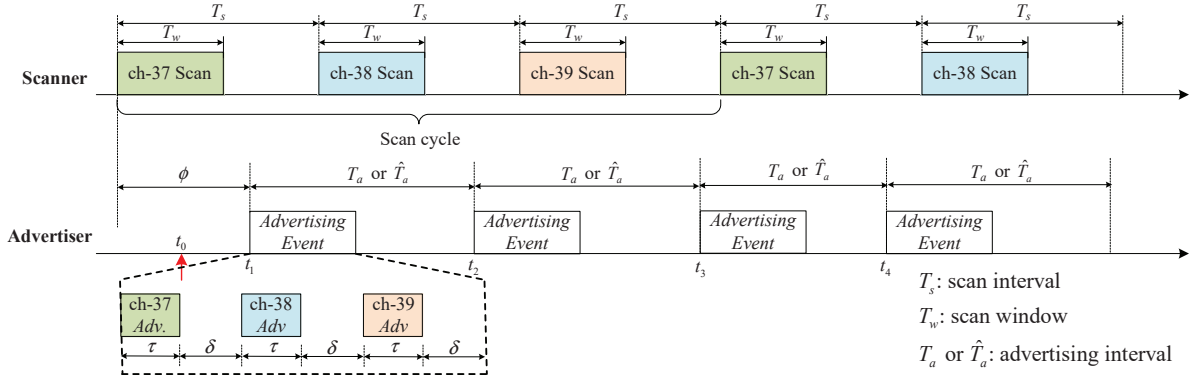 T_s T_s T_s T_s T_s
T_w T_w T_w T_w T_w
Scanner ch-37 Scan ch-38 Scan ch-39 Scan ch-37 Scan ch-38 Scan
Scan cycle
ϕ T_a or T̂_a T_a or T̂_a T_a or T̂_a T_a or T̂_a
Advertising Advertising Advertising Advertising
Advertiser Event Event Event Event
t_0
t_1 t_2 t_3 t_4
ch-37 ch-38 ch-39
Adv. Adv Adv
τ δ τ δ τ δ
T_s: scan interval
T_w: scan window
T_a or T̂_a: advertising interval